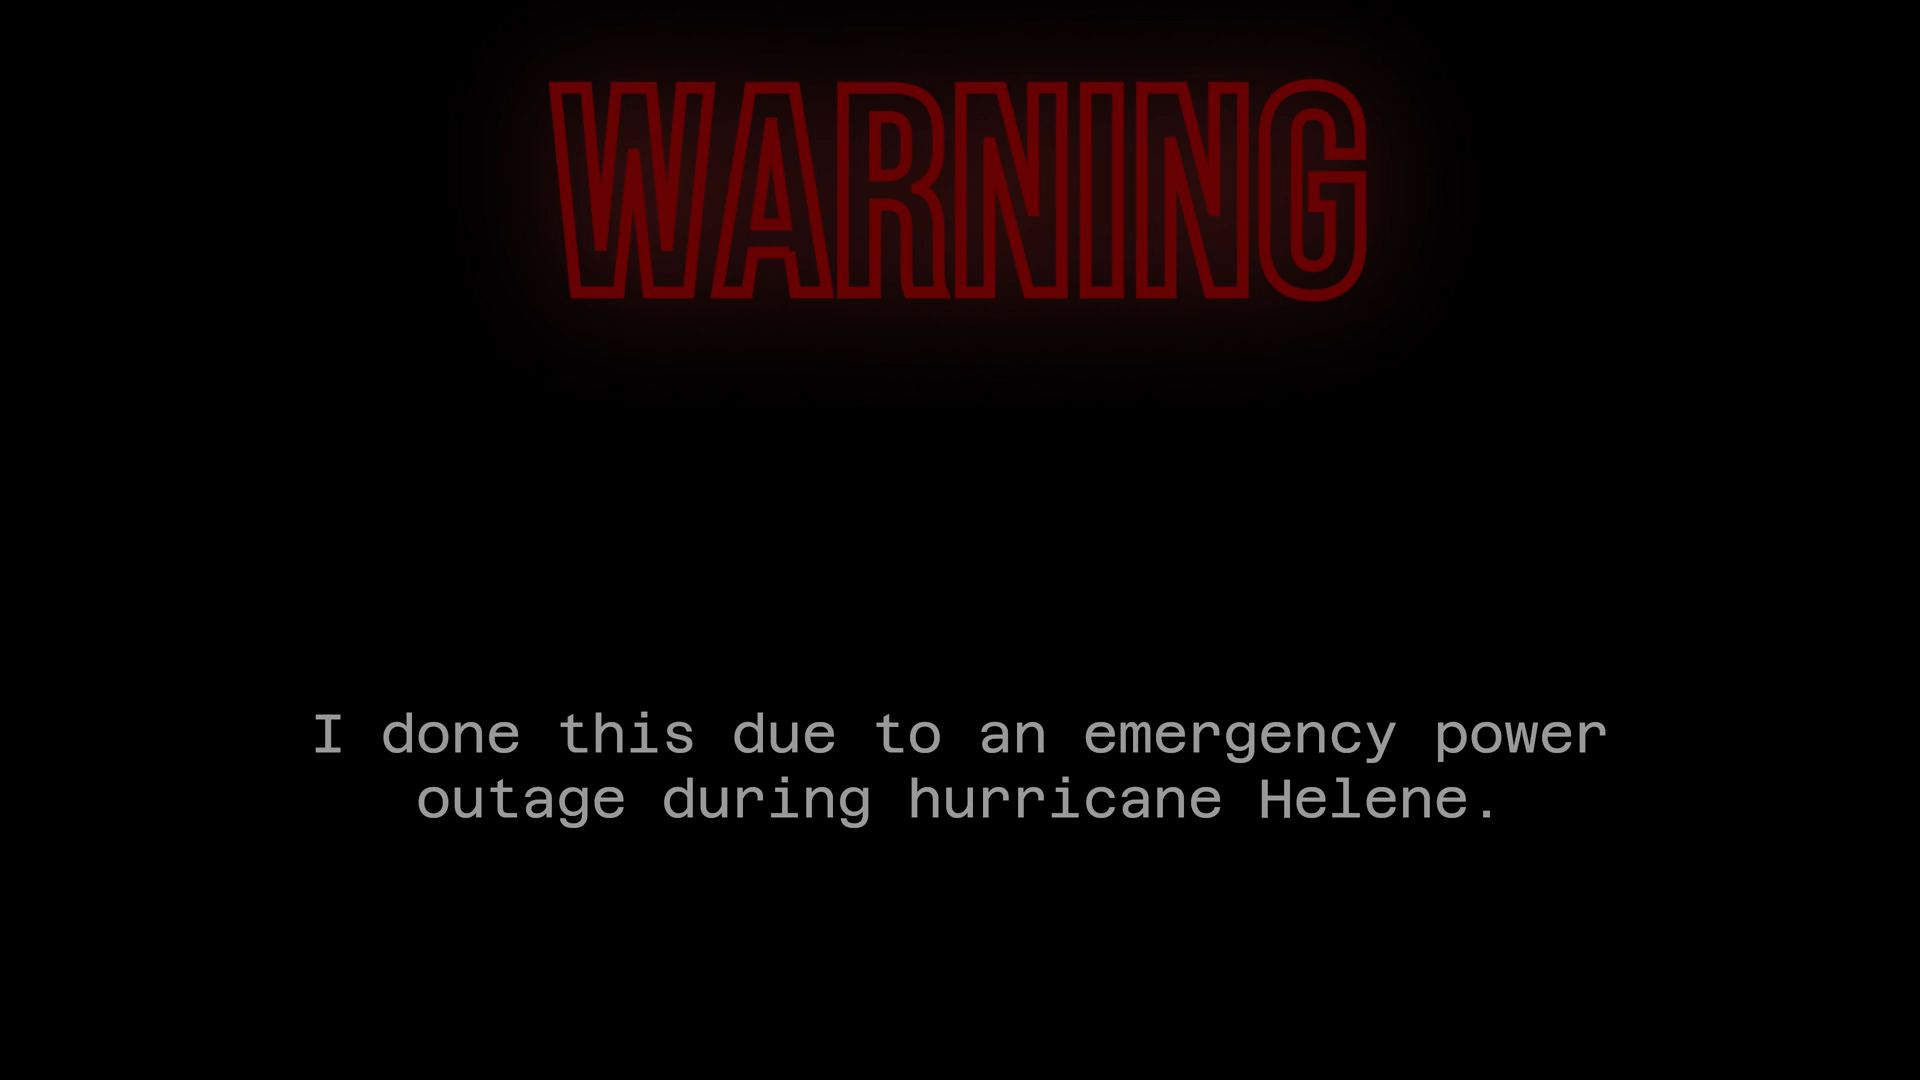 WARNING
I done this due to an emergency power
outage during hurricane Helene.